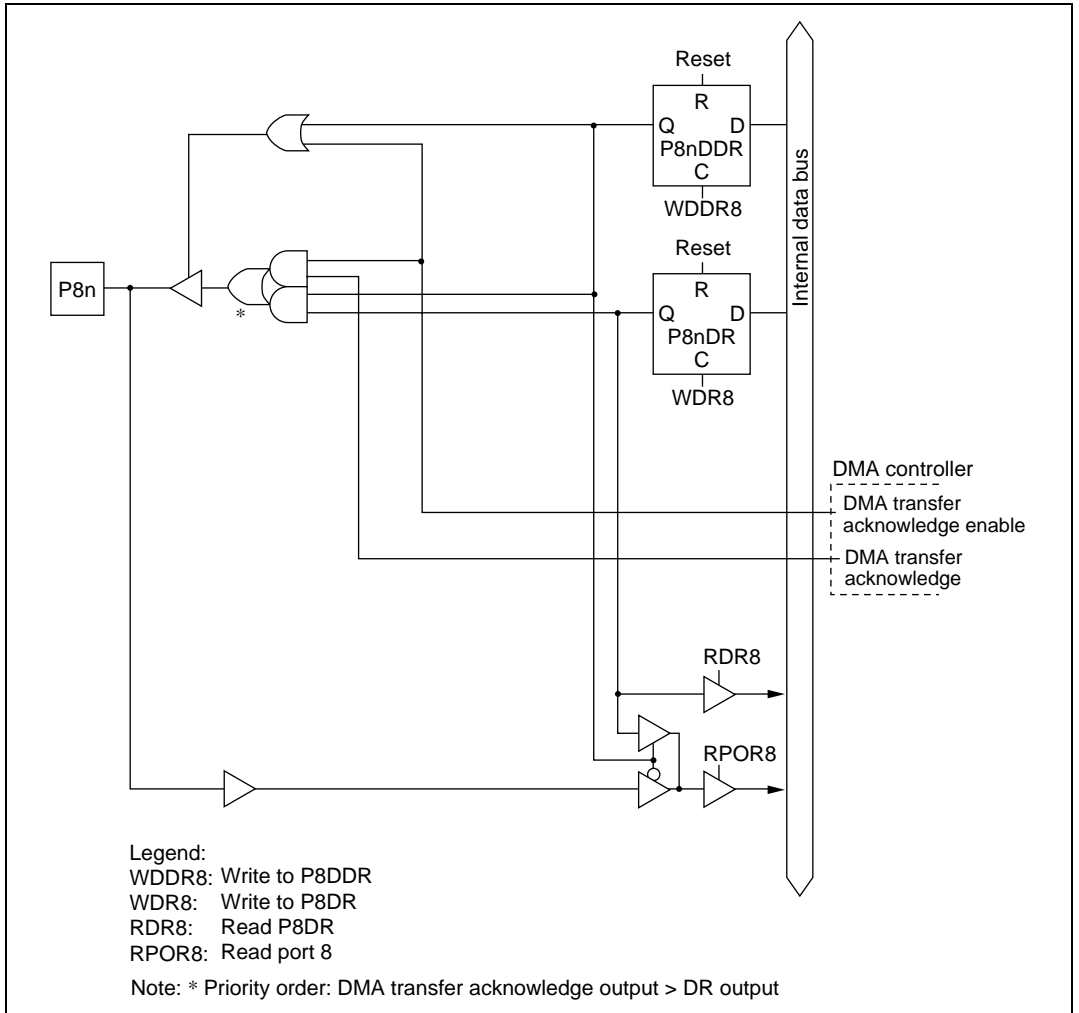 Reset
R
Q D
P8nDDR
C
WDDR8
Reset
R
Q D
P8nDR
C
WDR8
Internal data bus
P8n
*
DMA controller
DMA transfer
acknowledge enable
DMA transfer
acknowledge
RDR8
RPOR8
Legend:
WDDR8: Write to P8DDR
WDR8: Write to P8DR
RDR8: Read P8DR
RPOR8: Read port 8
Note: * Priority order: DMA transfer acknowledge output > DR output